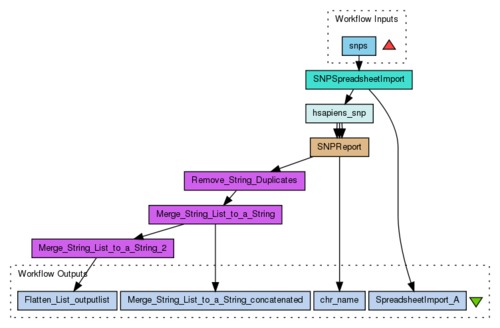 Workflow Inputs
snps
SNPSpreadsheetImport
hsapiens_snp
SNPReport
Remove_String_Duplicates
Merge_String_List_to_a_String
Merge_String_List_to_a_String_2
Workflow Outputs
Flatten_List_outputlist
Merge_String_List_to_a_String_concatenated
chr_name
SpreadsheetImport_A